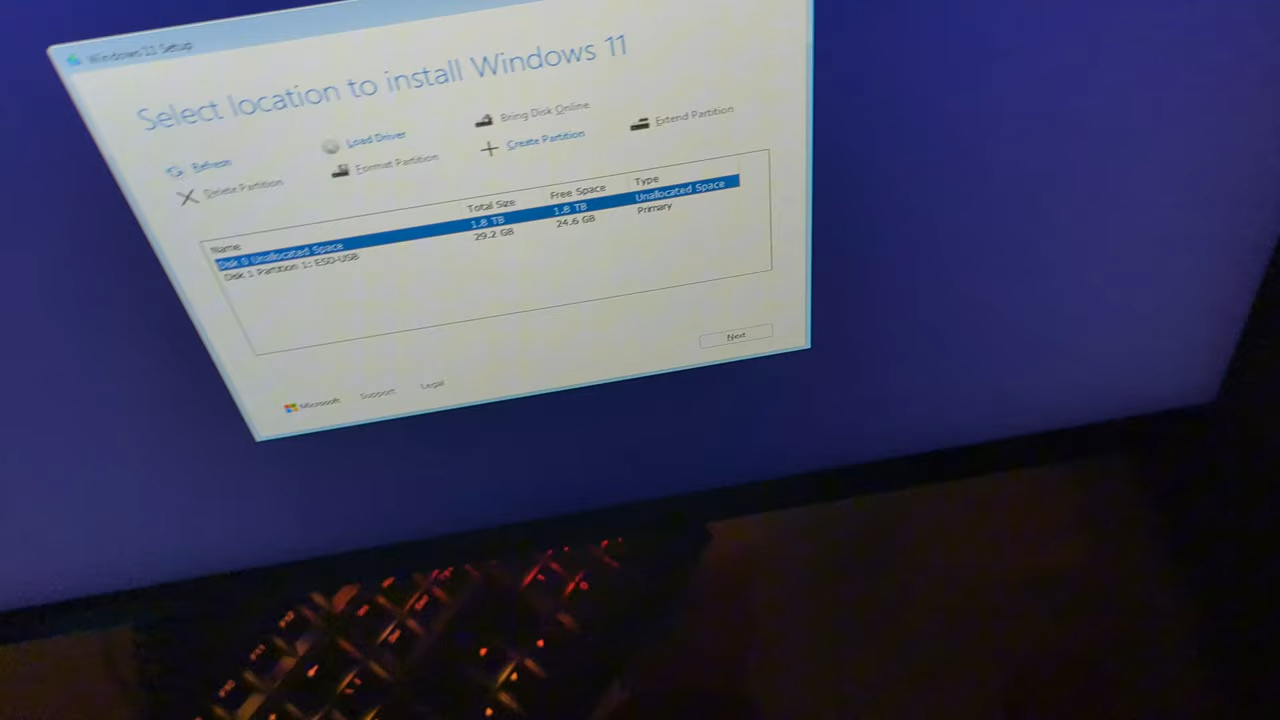 Windows 11 Setup
Select location to install Windows 11
Refresh
Load Driver
Bring Disk Online
Extend Partition
Delete Partition
Format Partition
Create Partition
Name
Total Size
Free Space
Type
Disk 0 Unallocated Space
1.8 TB
1.8 TB
Unallocated Space
Disk 1 Partition 1: ESD-USB
29.2 GB
24.6 GB
Primary
Next
Microsoft
Support
Legal